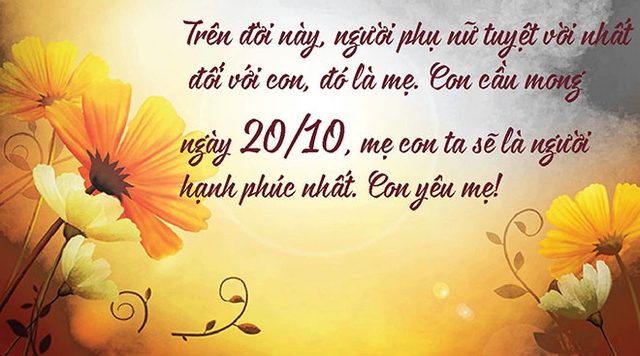 Trên đời này, người phụ nữ tuyệt vời nhất
đối với con, đó là mẹ. Con cầu mong
ngày 20/10, mẹ con ta sẽ là người
hạnh phúc nhất. Con yêu mẹ!